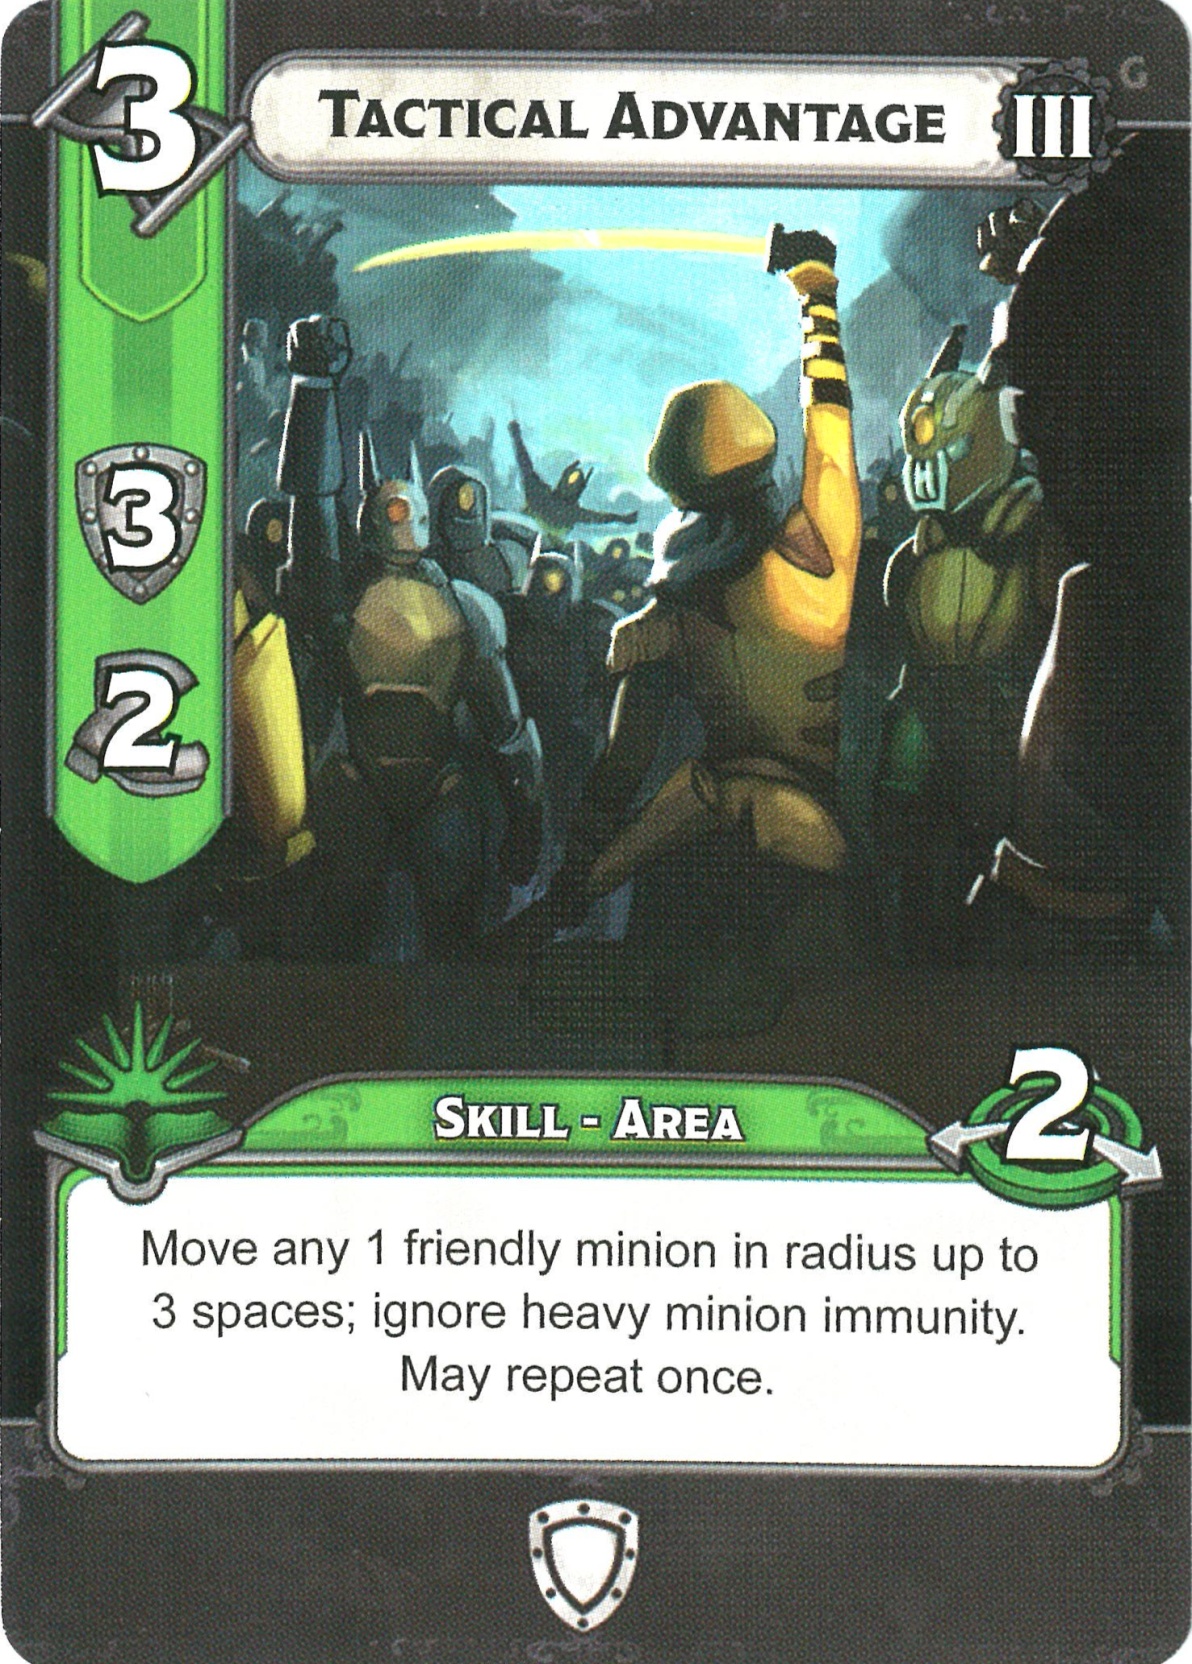 3
TACTICAL ADVANTAGE
III
G
3
2
SKILL - AREA
2
Move any 1 friendly minion in radius up to
3 spaces; ignore heavy minion immunity.
May repeat once.